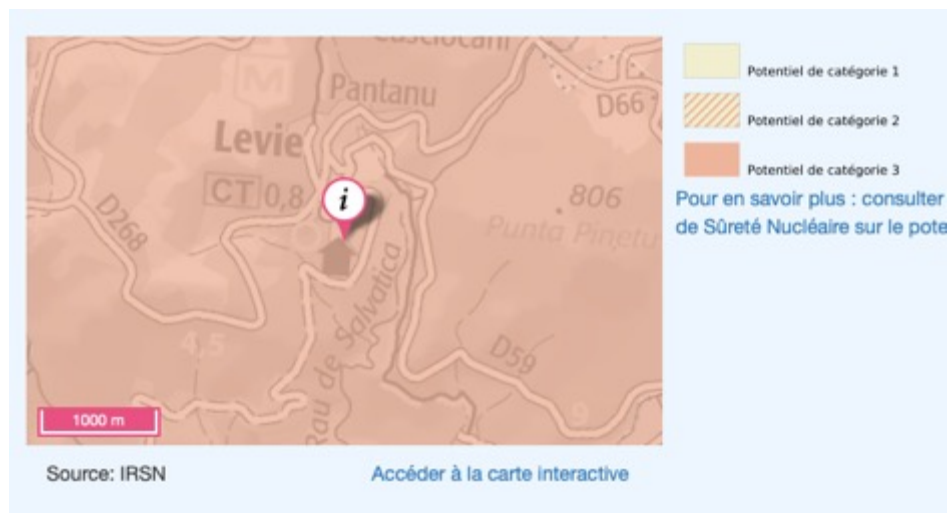 Casciocani
Pantanu
M
D66
Levie
CT 0,8
i
806
Punta Pinetu
D268
Rau de Salvatica
4,5
D59
9
1000 m
Source: IRSN
Accéder à la carte interactive
Potentiel de catégorie 1
Potentiel de catégorie 2
Potentiel de catégorie 3
Pour en savoir plus : consulter
de Sûreté Nucléaire sur le pote